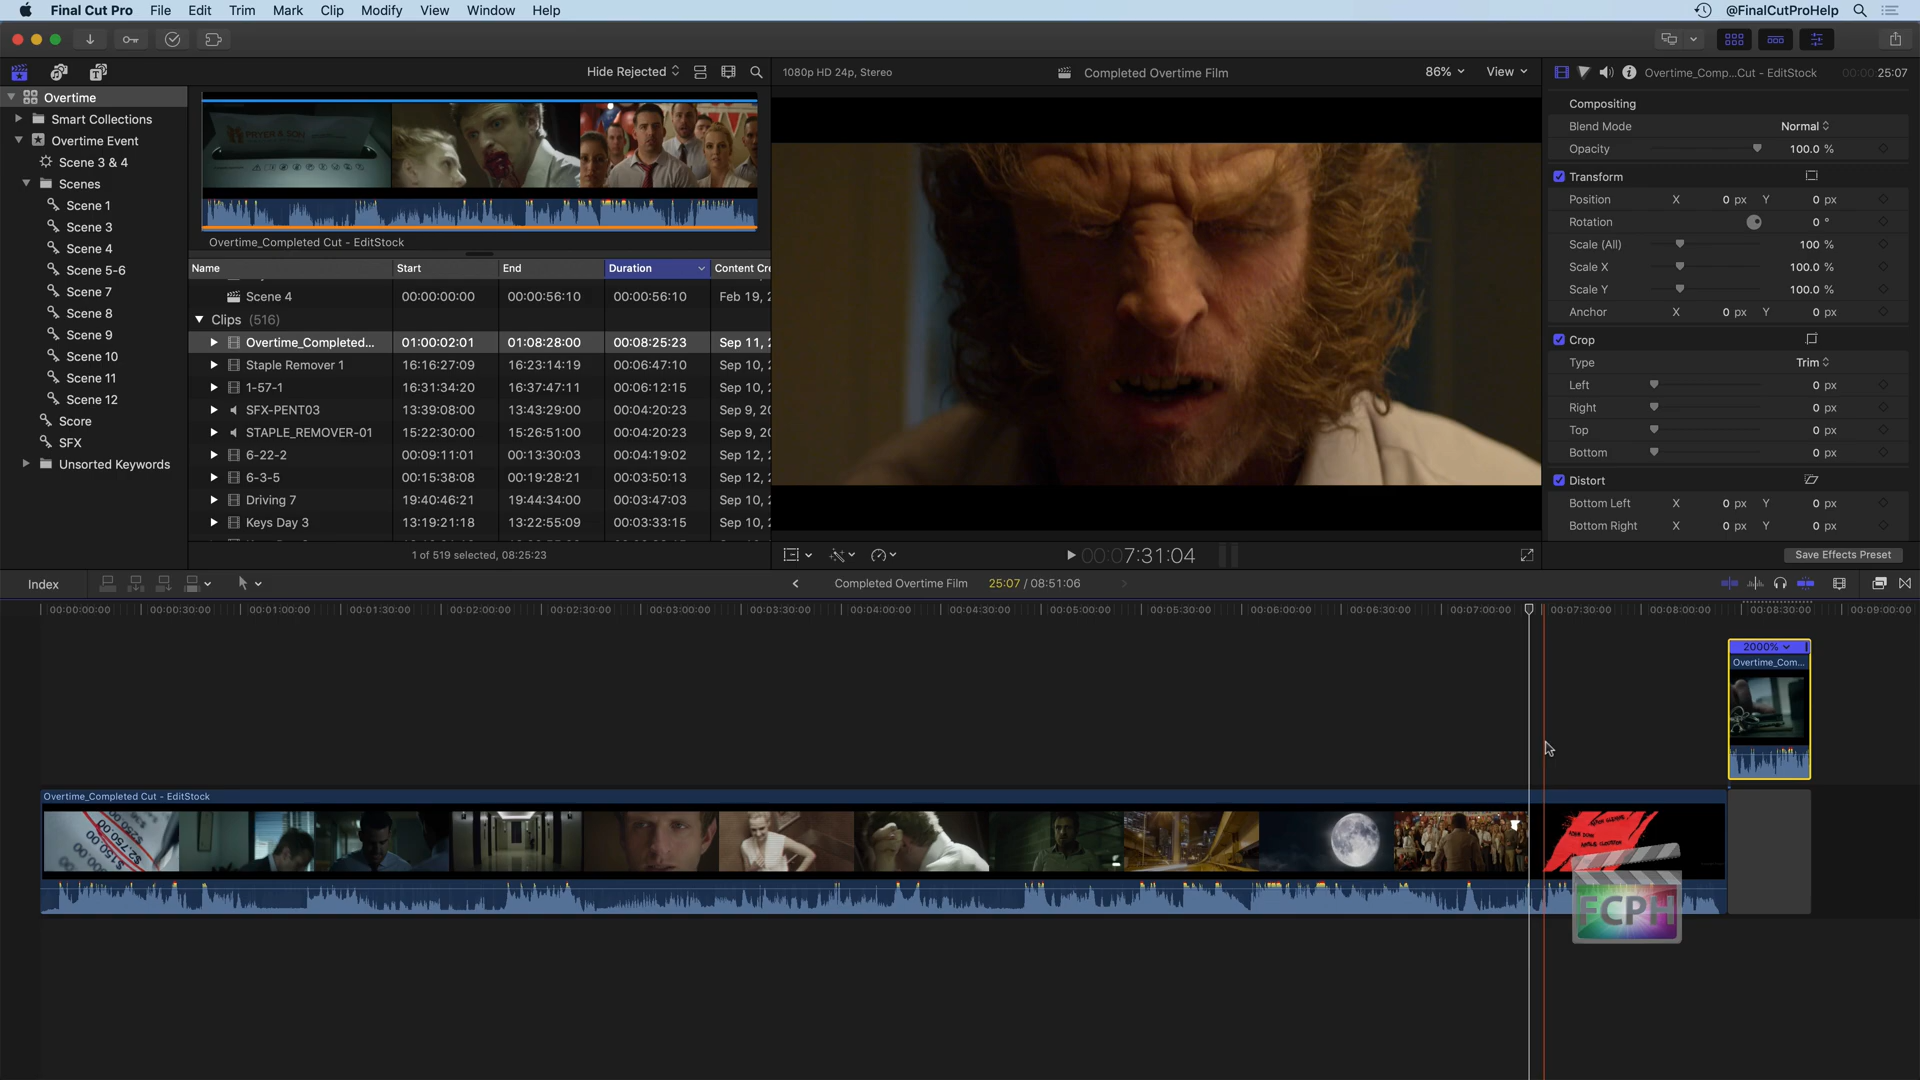 Final Cut Pro File Edit Trim Mark Clip Modify View Window Help @FinalCutProHelp
Hide Rejected
1080p HD 24p, Stereo Completed Overtime Film 86% View
Overtime_Comp...Cut - EditStock 00:00:25:07
Overtime
Smart Collections
Overtime Event
Scene 3 & 4
Scenes
Scene 1
Scene 3
Scene 4
Scene 5-6
Scene 7
Scene 8
Scene 9
Scene 10
Scene 11
Scene 12
Score
SFX
Unsorted Keywords
PRYER & SON
Overtime_Completed Cut - EditStock
Name Start End Duration Content Cre
Scene 4 00:00:00:00 00:00:56:10 00:00:56:10 Feb 19, 2
Clips (516)
Overtime_Completed... 01:00:02:01 01:08:28:00 00:08:25:23 Sep 11, 2
Staple Remover 1 16:16:27:09 16:23:14:19 00:06:47:10 Sep 10, 2
1-57-1 16:31:34:20 16:37:47:11 00:06:12:15 Sep 10, 2
SFX-PENT03 13:39:08:00 13:43:29:00 00:04:20:23 Sep 9, 20
STAPLE_REMOVER-01 15:22:30:00 15:26:51:00 00:04:20:23 Sep 9, 20
6-22-2 00:09:11:01 00:13:30:03 00:04:19:02 Sep 12, 2
6-3-5 00:15:38:08 00:19:28:21 00:03:50:13 Sep 12, 2
Driving 7 19:40:46:21 19:44:34:00 00:03:47:03 Sep 10, 2
Keys Day 3 13:19:21:18 13:22:55:09 00:03:33:15 Sep 10, 2
1 of 519 selected, 08:25:23
00:07:31:04
Compositing
Blend Mode Normal
Opacity 100.0 %
Transform
Position X 0 px Y 0 px
Rotation 0 °
Scale (All) 100 %
Scale X 100.0 %
Scale Y 100.0 %
Anchor X 0 px Y 0 px
Crop
Type Trim
Left 0 px
Right 0 px
Top 0 px
Bottom 0 px
Distort
Bottom Left X 0 px Y 0 px
Bottom Right X 0 px Y 0 px
Save Effects Preset
Index Completed Overtime Film 25:07 / 08:51:06
00:00:00:00 00:00:30:00 00:01:00:00 00:01:30:00 00:02:00:00 00:02:30:00 00:03:00:00 00:03:30:00 00:04:00:00 00:04:30:00 00:05:00:00 00:05:30:00 00:06:00:00 00:06:30:00 00:07:00:00 00:07:30:00 00:08:00:00 00:08:30:00 00:09:00:00
2000%
Overtime_Com...
Overtime_Completed Cut - EditStock
$2,750.00
$150.00
FCPH